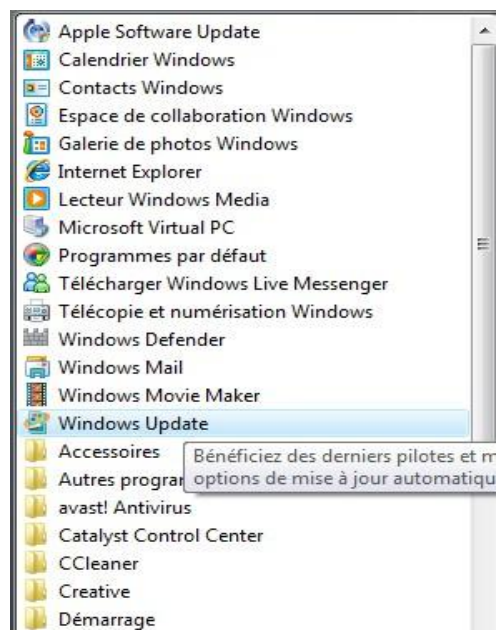 Apple Software Update
Calendrier Windows
Contacts Windows
Espace de collaboration Windows
Galerie de photos Windows
Internet Explorer
Lecteur Windows Media
Microsoft Virtual PC
Programmes par défaut
Télécharger Windows Live Messenger
Télécopie et numérisation Windows
Windows Defender
Windows Mail
Windows Movie Maker
Windows Update
Accessoires
Bénéficiez des derniers pilotes et m
Autres progra
options de mise à jour automatiqu
avast! Antivirus
Catalyst Control Center
CCleaner
Creative
Démarrage